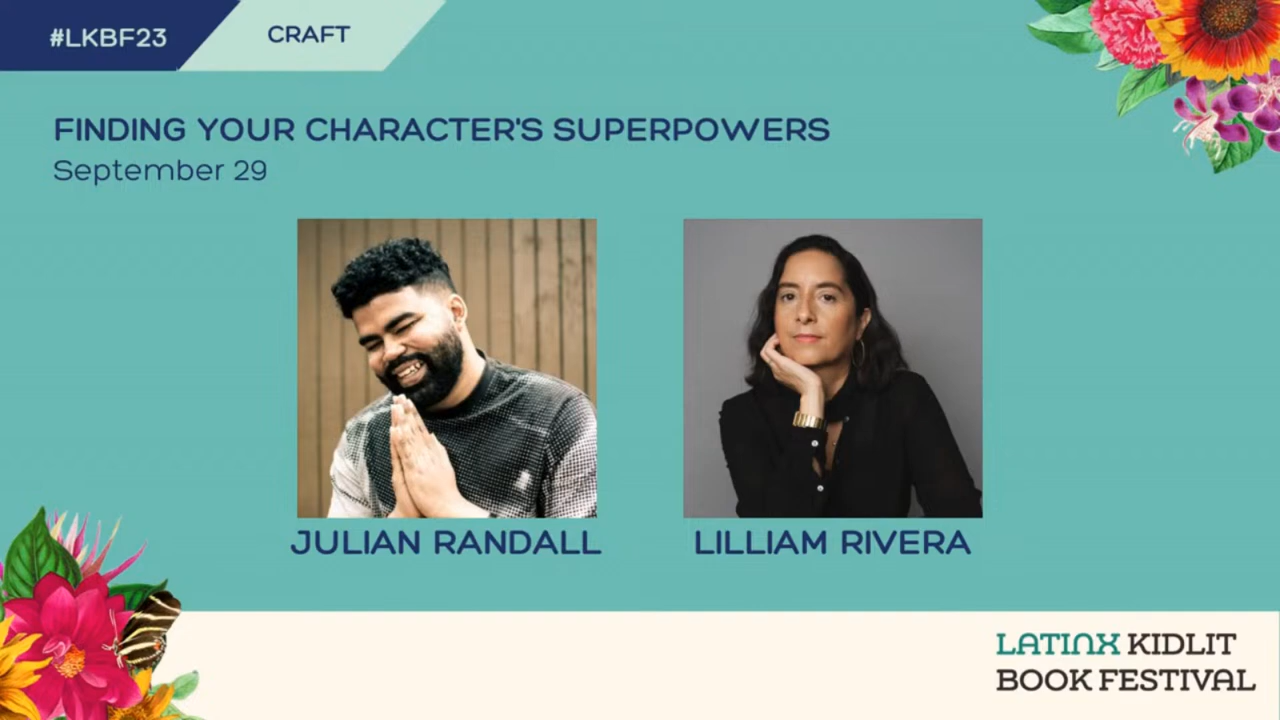 #LKBF23
CRAFT
FINDING YOUR CHARACTER'S SUPERPOWERS
September 29
JULIAN RANDALL
LILLIAM RIVERA
LATINX KIDLIT
BOOK FESTIVAL